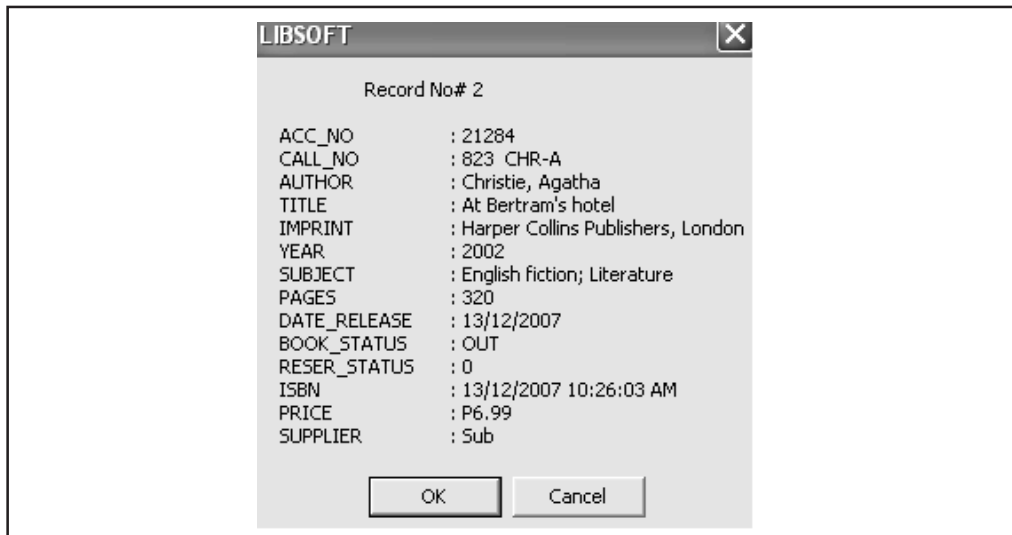 LIBSOFT
Record No# 2
ACC_NO : 21284
CALL_NO : 823 CHR-A
AUTHOR : Christie, Agatha
TITLE : At Bertram's hotel
IMPRINT : Harper Collins Publishers, London
YEAR : 2002
SUBJECT : English fiction; Literature
PAGES : 320
DATE_RELEASE : 13/12/2007
BOOK_STATUS : OUT
RESER_STATUS : 0
ISBN : 13/12/2007 10:26:03 AM
PRICE : P6.99
SUPPLIER : Sub
OK Cancel